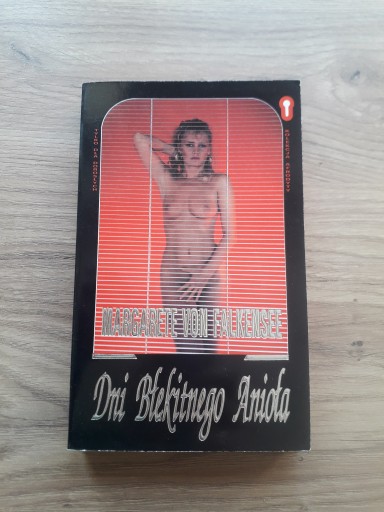 MARGARETE VON FALKENSEE
Dni Błękitnego Anioła